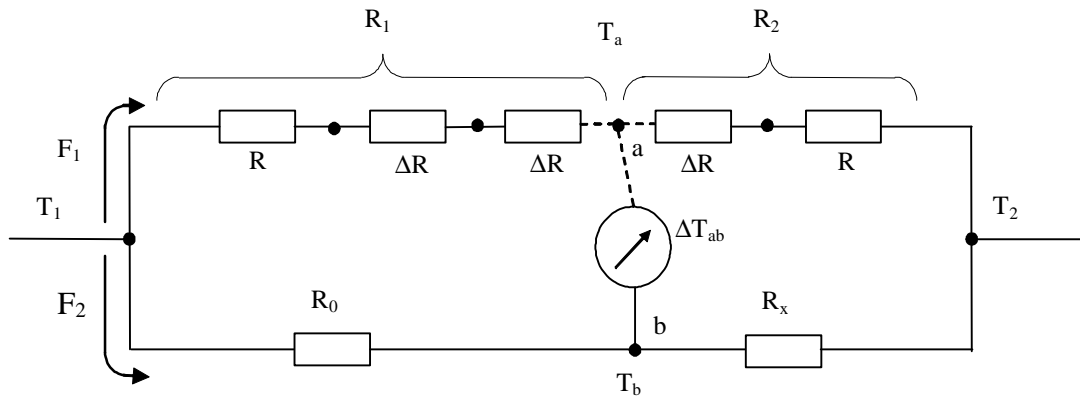 R₁
Tₐ
R₂
F₁
R
ΔR
ΔR
a
ΔR
R
T₁
ΔTab
T₂
F₂
R₀
b
Rₓ
Tb